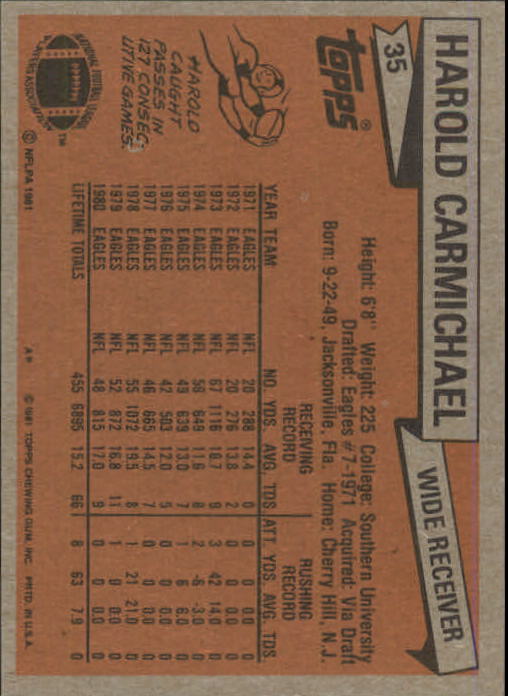 HAROLD CARMICHAEL
WIDE RECEIVER
35
topps®
Height: 6'8" Weight: 225 College: Southern University
Drafted: Eagles #7-1971 Acquired: Via Draft
Born: 9-22-49, Jacksonville, Fla. Home: Cherry Hill, N.J.
HAROLD
CAUGHT
PASSES IN
127 CONSEC-
UTIVE GAMES.
NATIONAL FOOTBALL LEAGUE
PLAYERS ASSOCIATION
TM
© NFLPA 1981
RECEIVING RECORD RUSHING RECORD
YEAR TEAM NO. YDS. AVG. TDS ATT. YDS. AVG. TDS
1971 EAGLES NFL 20 288 14.4 0 0 0 0.0 0
1972 EAGLES NFL 20 276 13.8 2 0 0 0.0 0
1973 EAGLES NFL 67 1116 16.7 9 3 42 14.0 0
1974 EAGLES NFL 56 649 11.6 8 2 -6 -3.0 0
1975 EAGLES NFL 49 639 13.0 7 1 6 6.0 0
1976 EAGLES NFL 42 503 12.0 5 0 0 0.0 0
1977 EAGLES NFL 46 665 14.5 7 0 0 0.0 0
1978 EAGLES NFL 55 1072 19.5 8 1 21 21.0 0
1979 EAGLES NFL 52 872 16.8 11 1 0 0.0 0
1980 EAGLES NFL 48 815 17.0 9 0 0 0.0 0
LIFETIME TOTALS 455 6895 15.2 66 8 63 7.9 0
A* © 1981 TOPPS CHEWING GUM, INC. PRTD. IN U.S.A.